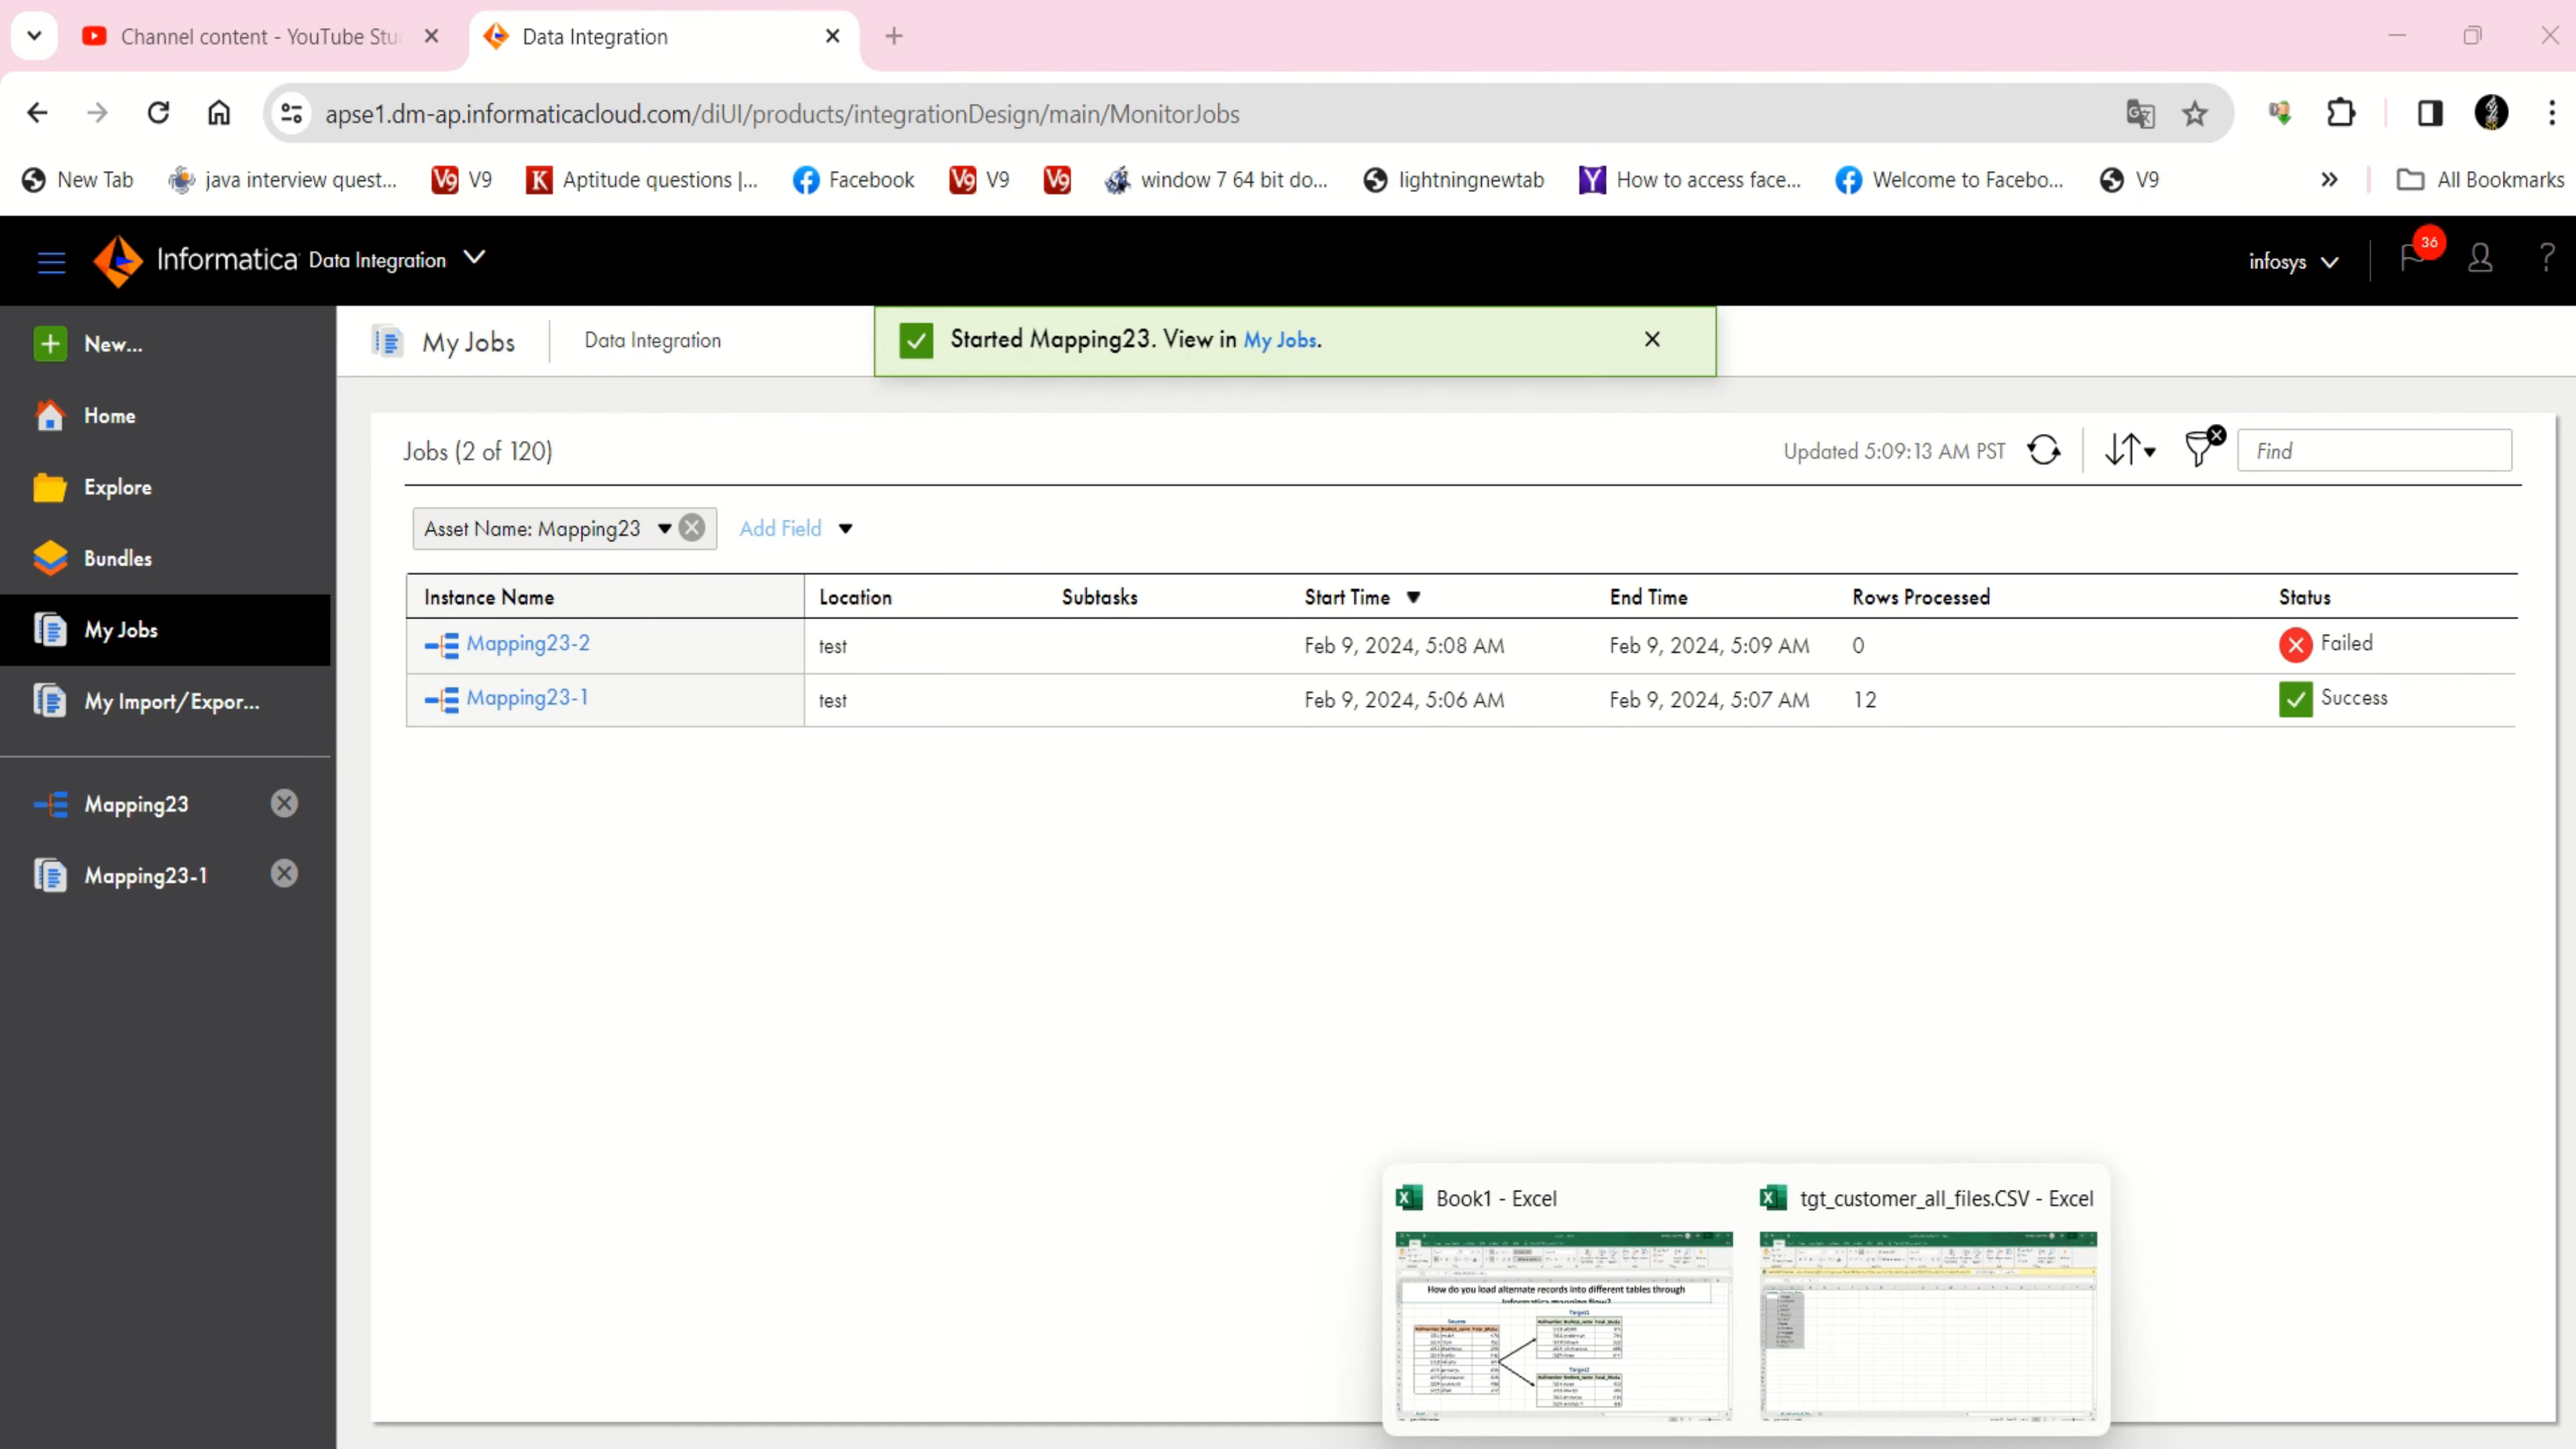 Channel content - YouTube Stu
Data Integration
apse1.dm-ap.informaticacloud.com/diUI/products/integrationDesign/main/MonitorJobs
New Tab
java interview quest...
V9
Aptitude questions |...
Facebook
V9
window 7 64 bit do...
lightningnewtab
How to access face...
Welcome to Facebo...
V9
All Bookmarks
Informatica Data Integration
infosys
36
New...
Home
Explore
Bundles
My Jobs
My Import/Expor...
Mapping23
Mapping23-1
My Jobs
Data Integration
Started Mapping23. View in My Jobs.
Jobs (2 of 120)
Updated 5:09:13 AM PST
Find
Asset Name: Mapping23
Add Field
Instance Name Location Subtasks Start Time End Time Rows Processed Status
Mapping23-2 test Feb 9, 2024, 5:08 AM Feb 9, 2024, 5:09 AM 0 Failed
Mapping23-1 test Feb 9, 2024, 5:06 AM Feb 9, 2024, 5:07 AM 12 Success
Book1 - Excel
tgt_customer_all_files.CSV - Excel
How do you load alternate records into different tables through
Informatica mapping flow?
Source
Target1
Target2